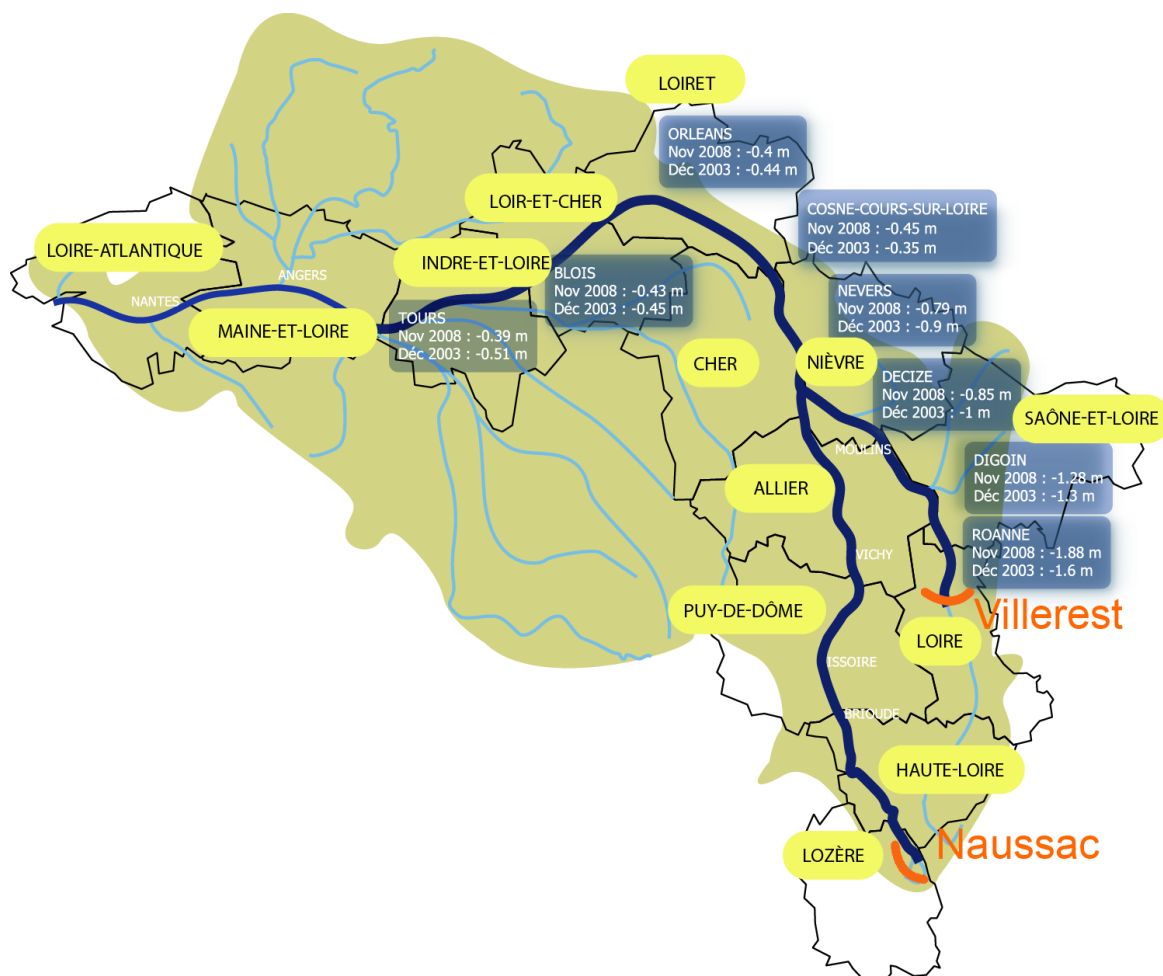 LOIRET
ORLEANS
Nov 2008 : -0.4 m
Déc 2003 : -0.44 m
LOIR-ET-CHER
COSNE-COURS-SUR-LOIRE
Nov 2008 : -0.45 m
Déc 2003 : -0.35 m
LOIRE-ATLANTIQUE
INDRE-ET-LOIRE
ANGERS
BLOIS
Nov 2008 : -0.43 m
Déc 2003 : -0.45 m
NEVERS
Nov 2008 : -0.79 m
Déc 2003 : -0.9 m
NANTES
MAINE-ET-LOIRE
TOURS
Nov 2008 : -0.39 m
Déc 2003 : -0.51 m
CHER
NIÈVRE
DECIZE
Nov 2008 : -0.85 m
Déc 2003 : -1 m
SAÔNE-ET-LOIRE
MOULINS
DIGOIN
Nov 2008 : -1.28 m
Déc 2003 : -1.3 m
ALLIER
ROANNE
Nov 2008 : -1.88 m
Déc 2003 : -1.6 m
VICHY
PUY-DE-DÔME
Villerest
LOIRE
ISSOIRE
BRIOUDE
HAUTE-LOIRE
Naussac
LOZÈRE